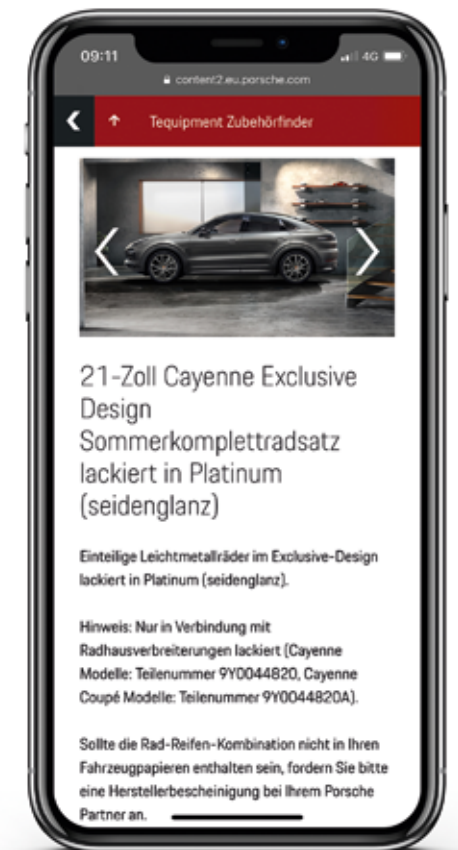 09:11
4G
content2.eu.porsche.com
Tequipment Zubehörfinder
21-Zoll Cayenne Exclusive
Design
Sommerkomplettradsatz
lackiert in Platinum
(seidenglanz)
Einteilige Leichtmetallräder im Exclusive-Design
lackiert in Platinum (seidenglanz).
Hinweis: Nur in Verbindung mit
Radhausverbreiterungen lackiert (Cayenne
Modelle: Teilenummer 9Y0044820, Cayenne
Coupé Modelle: Teilenummer 9Y0044820A).
Sollte die Rad-Reifen-Kombination nicht in Ihren
Fahrzeugpapieren enthalten sein, fordern Sie bitte
eine Herstellerbescheinigung bei Ihrem Porsche
Partner an.